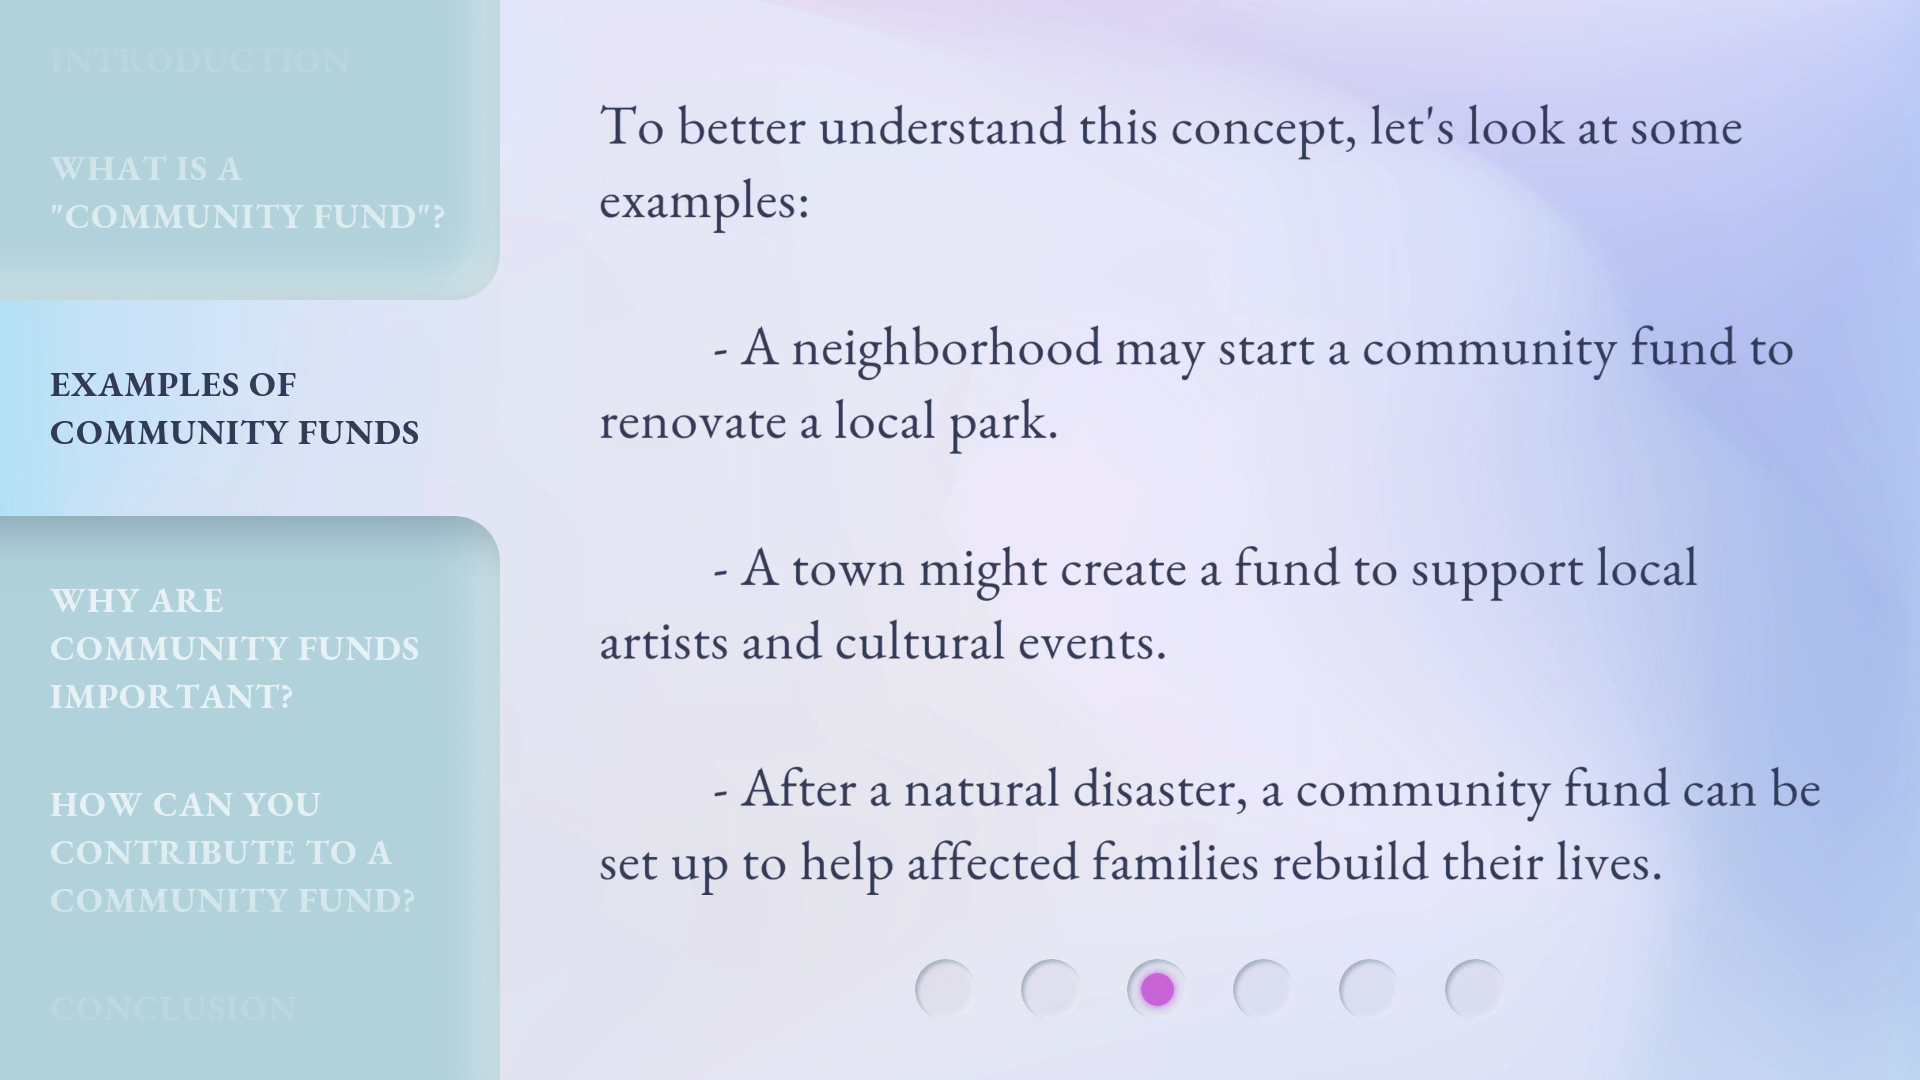 INTRODUCTION
WHAT IS A
"COMMUNITY FUND"?
EXAMPLES OF
COMMUNITY FUNDS
WHY ARE
COMMUNITY FUNDS
IMPORTANT?
HOW CAN YOU
CONTRIBUTE TO A
COMMUNITY FUND?
CONCLUSION
To better understand this concept, let's look at some
examples:
- A neighborhood may start a community fund to
renovate a local park.
- A town might create a fund to support local
artists and cultural events.
- After a natural disaster, a community fund can be
set up to help affected families rebuild their lives.